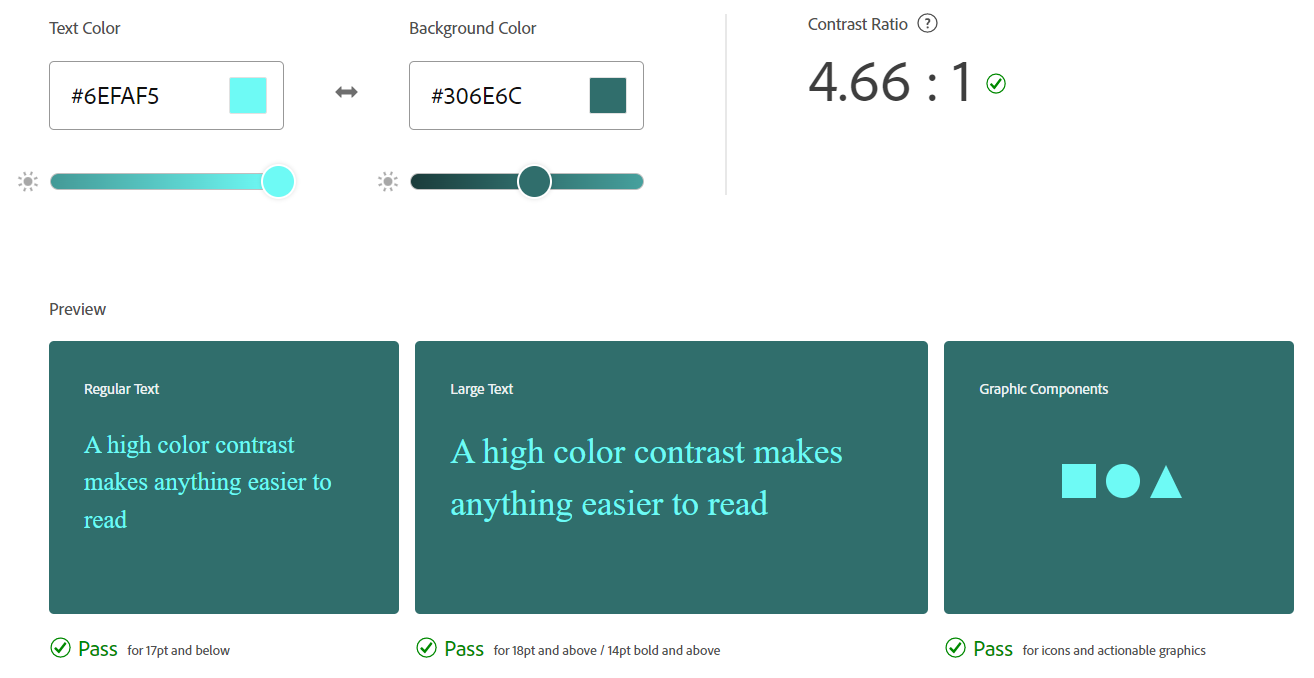 Text Color
Background Color
Contrast Ratio ?
#6EFAF5
#306E6C
4.66 : 1
Preview
Regular Text
A high color contrast
makes anything easier to
read
Large Text
A high color contrast makes
anything easier to read
Graphic Components
Pass for 17pt and below
Pass for 18pt and above / 14pt bold and above
Pass for icons and actionable graphics